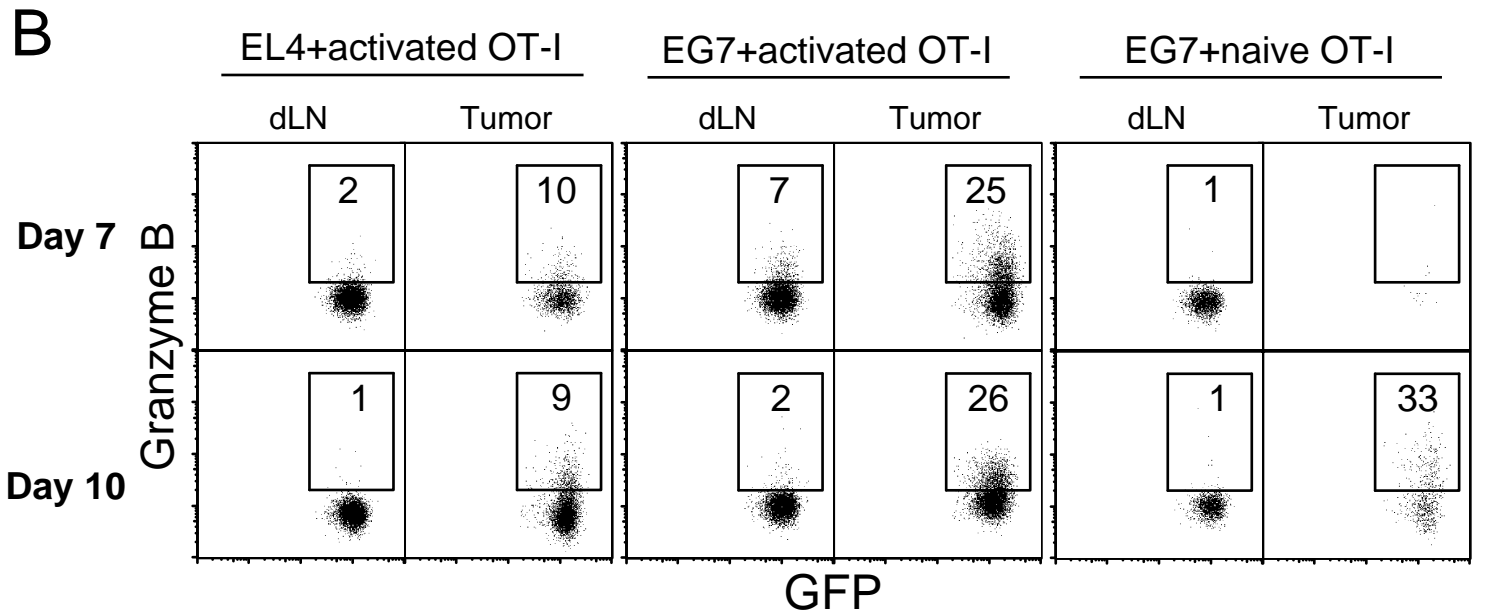 B
EL4+activated OT-I EG7+activated OT-I EG7+naive OT-I
dLN Tumor dLN Tumor dLN Tumor
Day 7 2 10 7 25 1
Granzyme B
Day 10 1 9 2 26 1 33
GFP